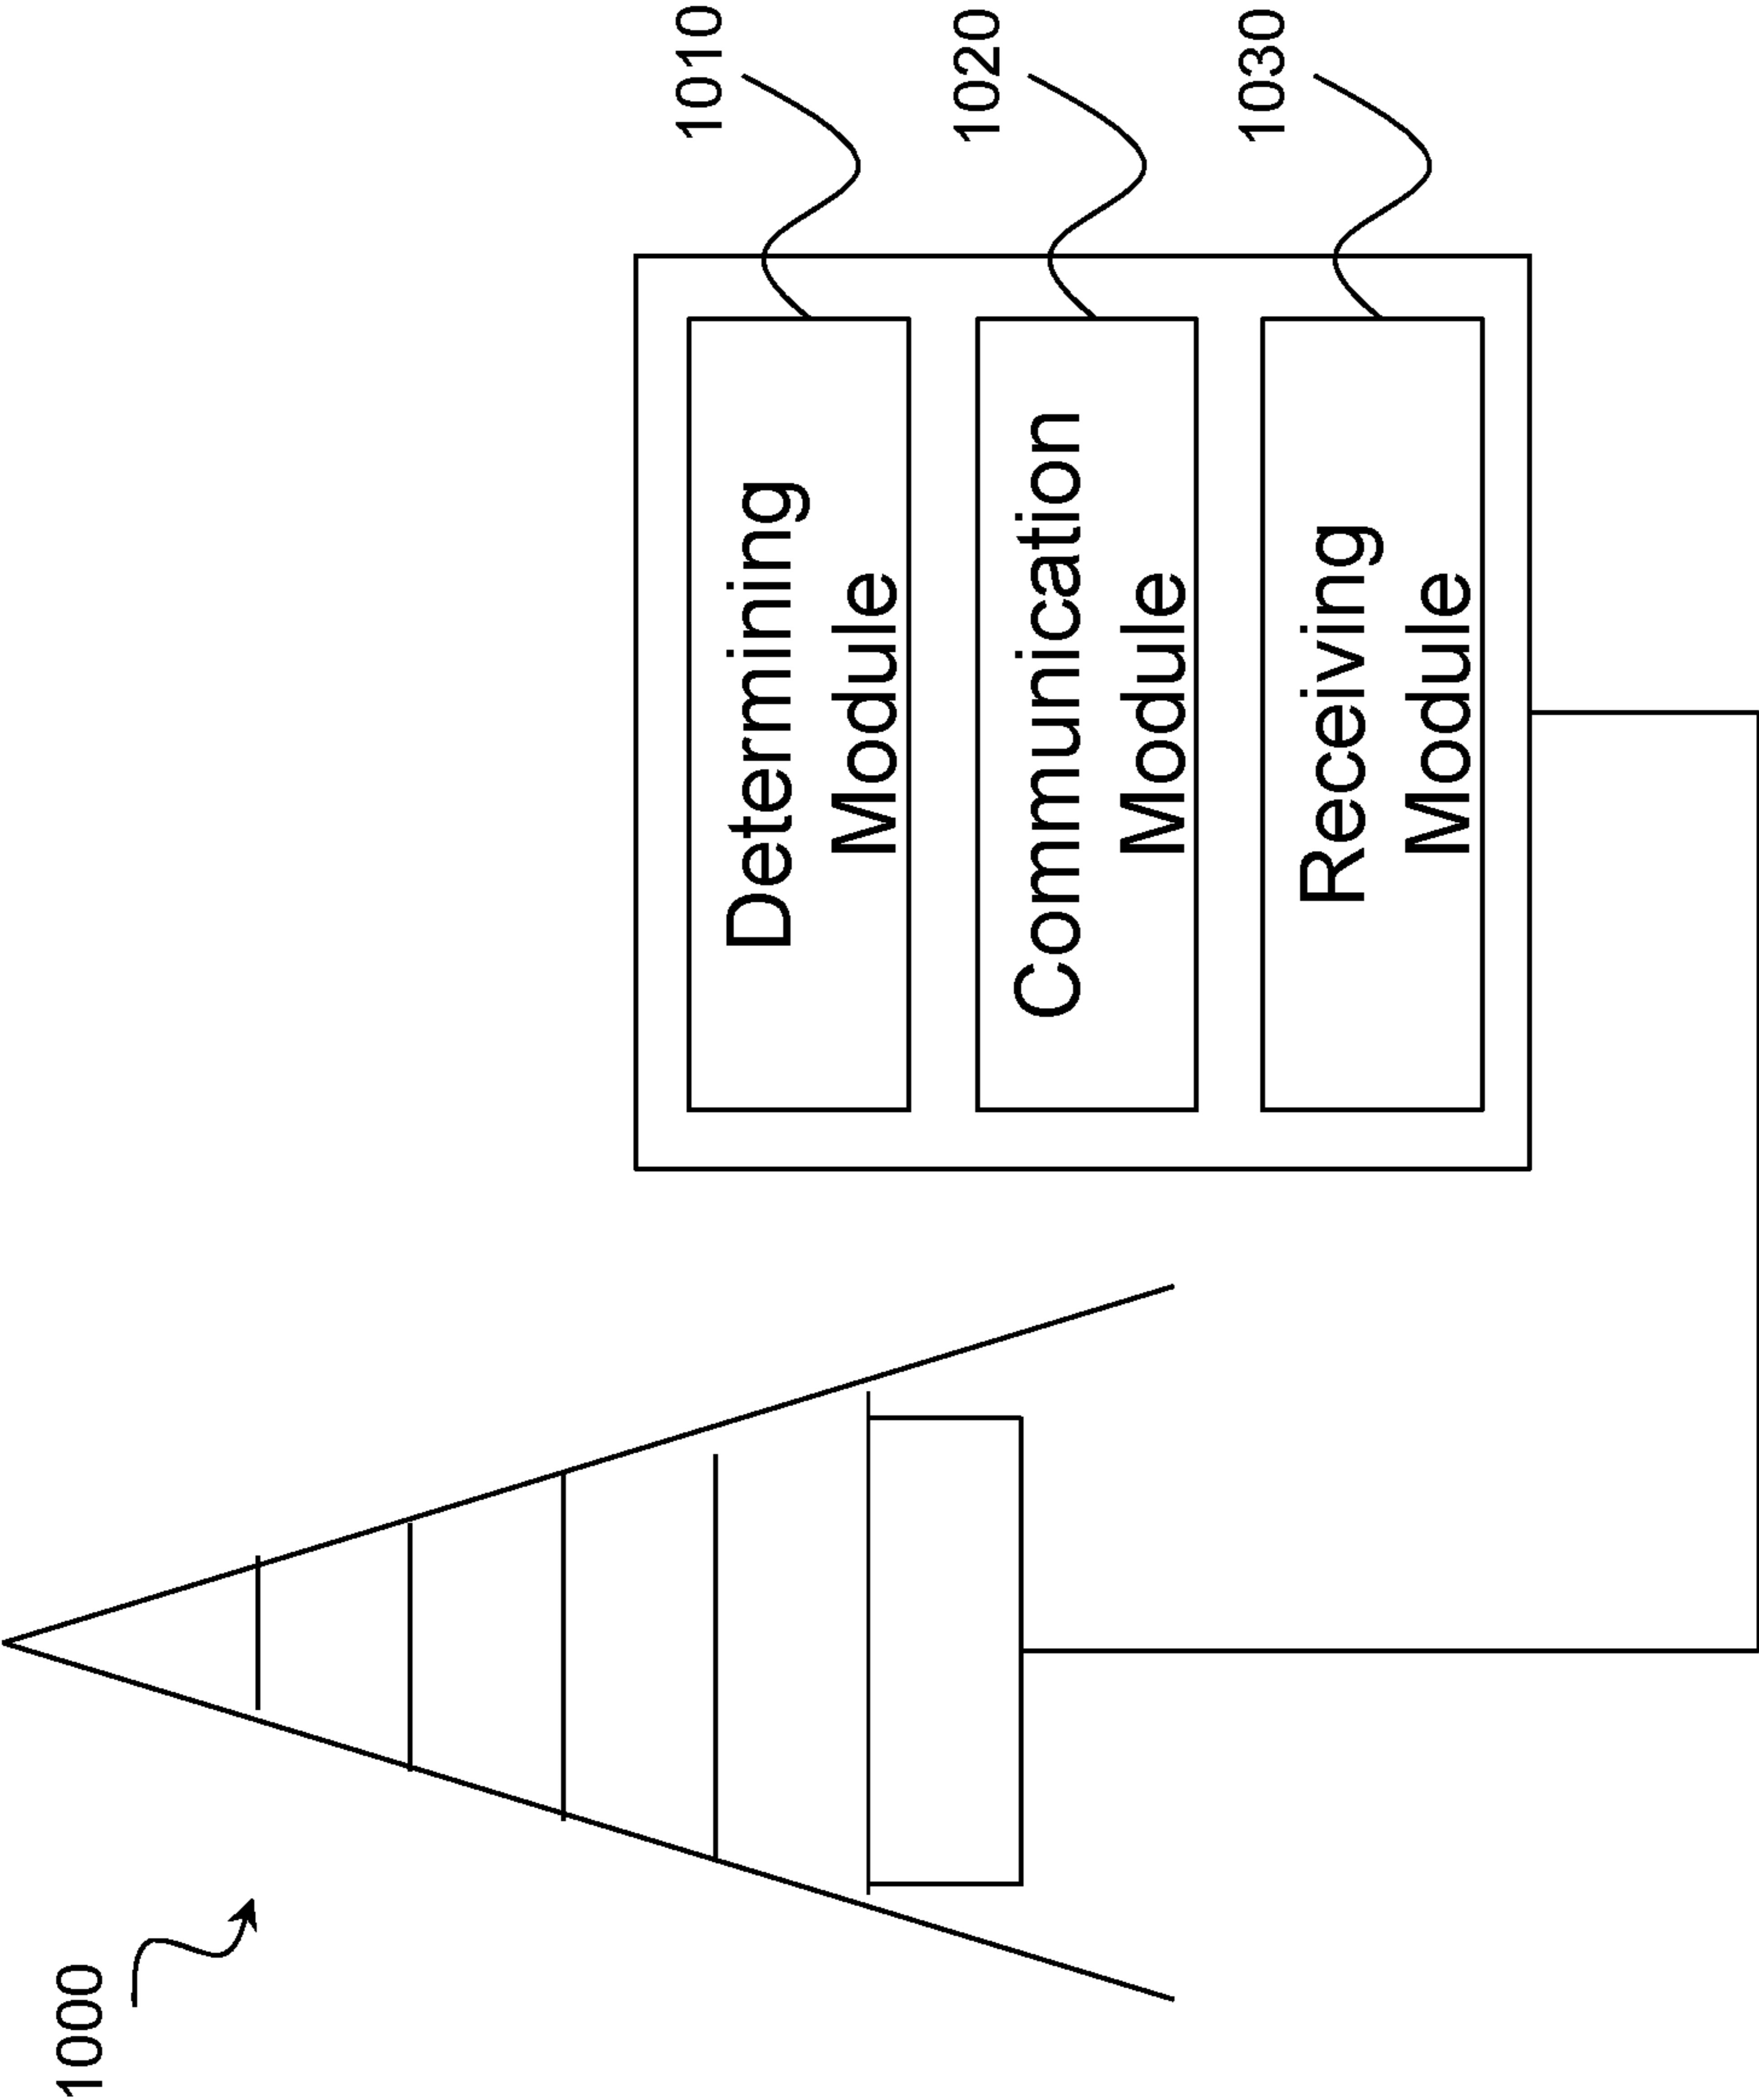 1000
Determining
Module
1010
Communication
Module
1020
Receiving
Module
1030